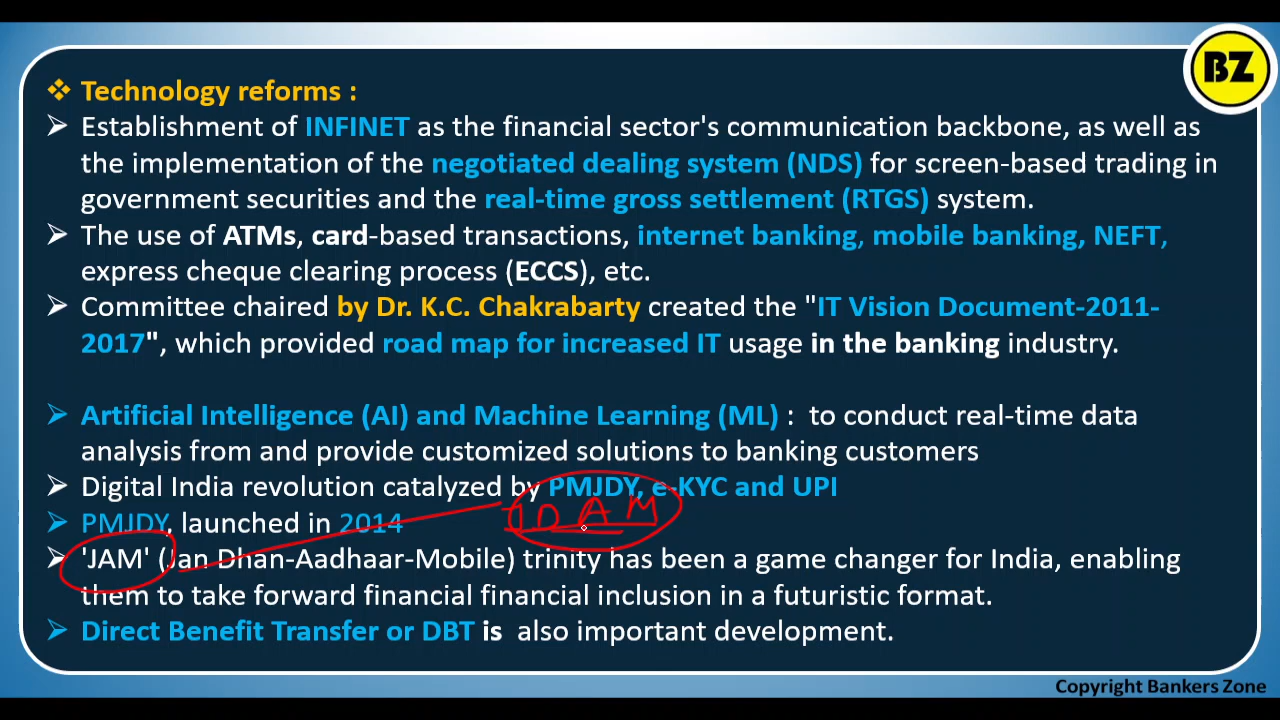 BZ
❖ Technology reforms :
➢ Establishment of INFINET as the financial sector's communication backbone, as well as
the implementation of the negotiated dealing system (NDS) for screen-based trading in
government securities and the real-time gross settlement (RTGS) system.
➢ The use of ATMs, card-based transactions, internet banking, mobile banking, NEFT,
express cheque clearing process (ECCS), etc.
➢ Committee chaired by Dr. K.C. Chakrabarty created the "IT Vision Document-2011-
2017", which provided road map for increased IT usage in the banking industry.
➢ Artificial Intelligence (AI) and Machine Learning (ML) : to conduct real-time data
analysis from and provide customized solutions to banking customers
➢ Digital India revolution catalyzed by PMJDY, e-KYC and UPI
➢ PMJDY, launched in 2014
➢ 'JAM' (Jan Dhan-Aadhaar-Mobile) trinity has been a game changer for India, enabling
them to take forward financial financial inclusion in a futuristic format.
➢ Direct Benefit Transfer or DBT is also important development.
Copyright Bankers Zone